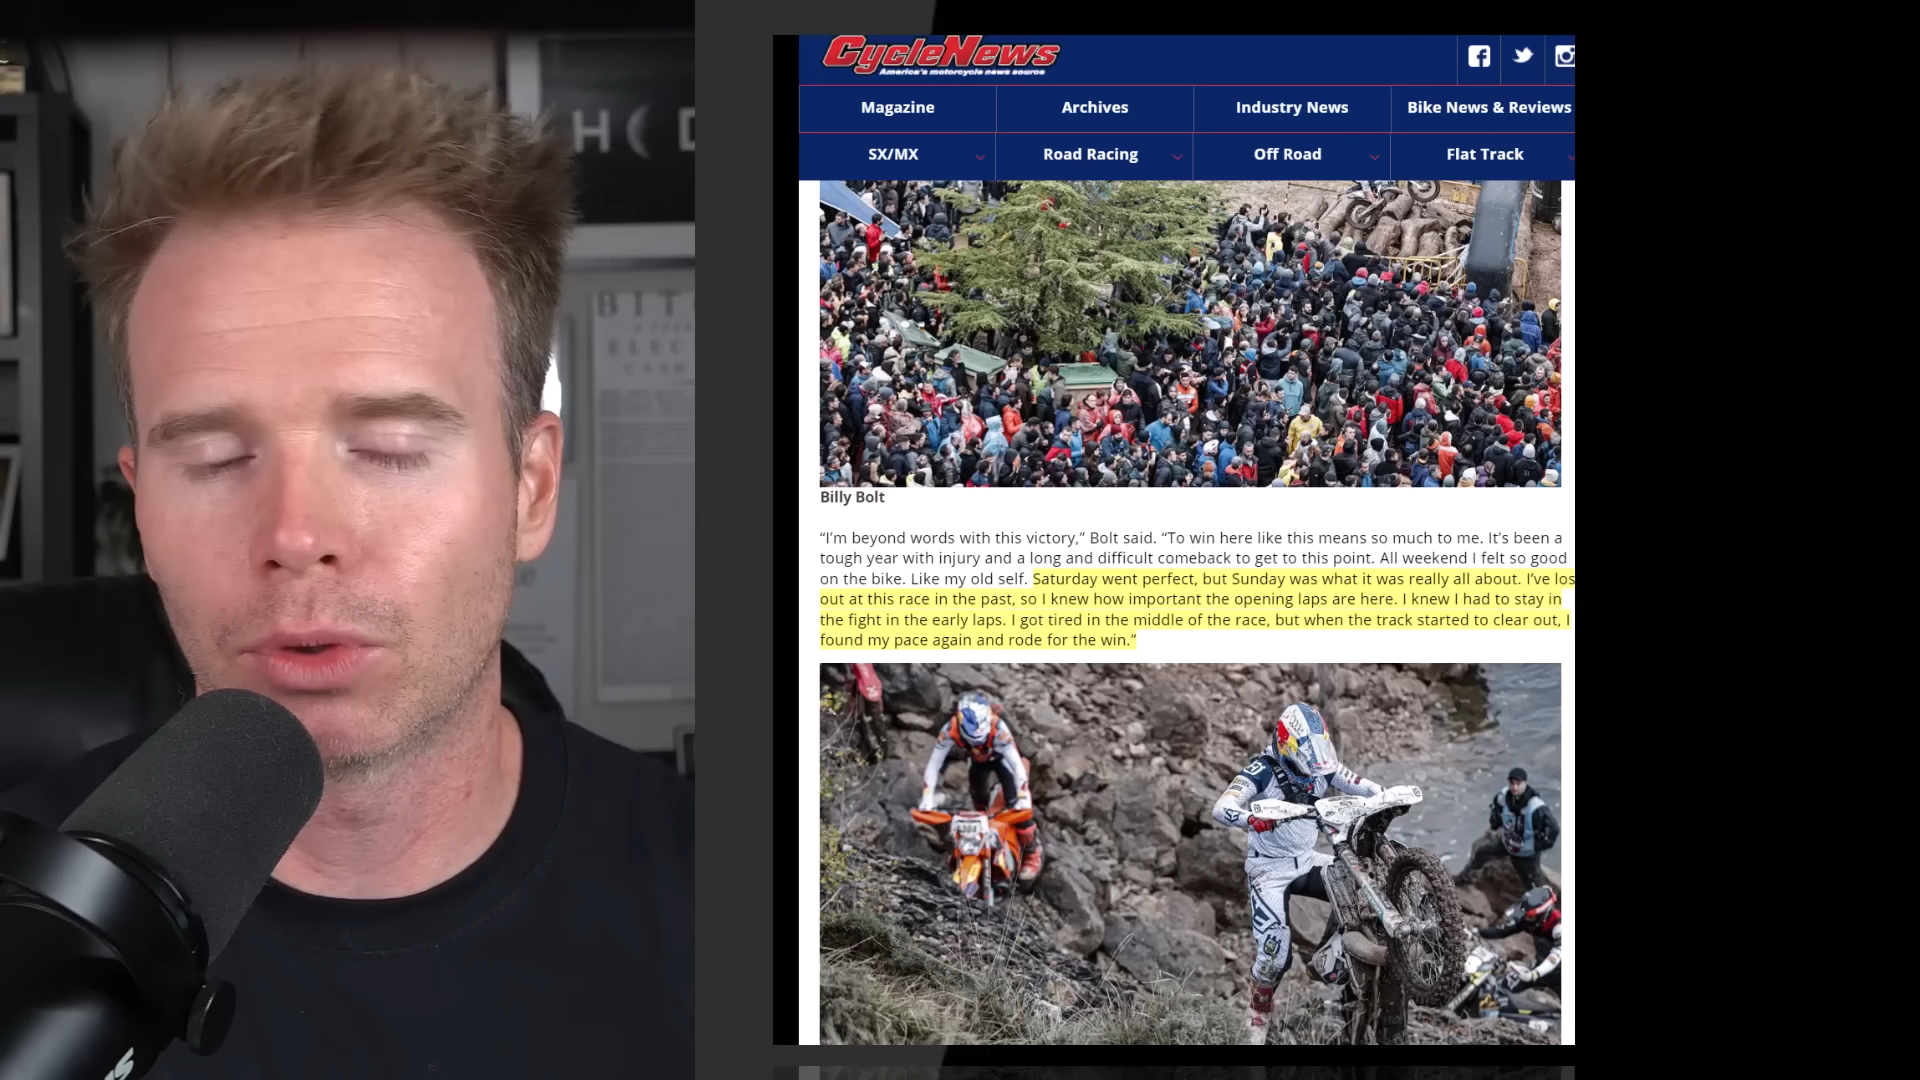 CycleNews
America's motorcycle news source
Magazine
Archives
Industry News
Bike News & Reviews
SX/MX
Road Racing
Off Road
Flat Track
H
BIT
ELEC
CASH
Billy Bolt
“I’m beyond words with this victory,” Bolt said. “To win here like this means so much to me. It’s been a
tough year with injury and a long and difficult comeback to get to this point. All weekend I felt so good
on the bike. Like my old self. Saturday went perfect, but Sunday was what it was really all about. I’ve los
out at this race in the past, so I knew how important the opening laps are here. I knew I had to stay in
the fight in the early laps. I got tired in the middle of the race, but when the track started to clear out, I
found my pace again and rode for the win.”